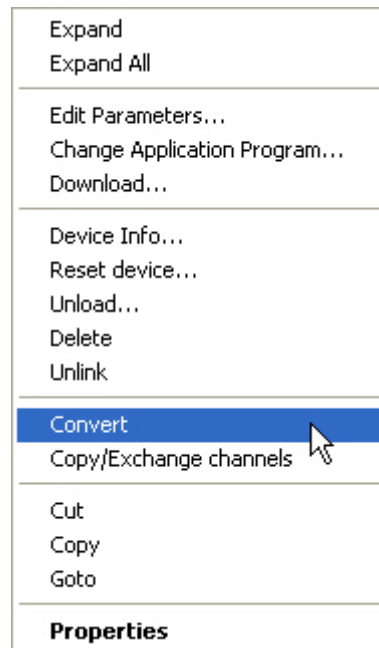 Expand
Expand All
Edit Parameters...
Change Application Program...
Download...
Device Info...
Reset device...
Unload...
Delete
Unlink
Convert
Copy/Exchange channels
Cut
Copy
Goto
Properties